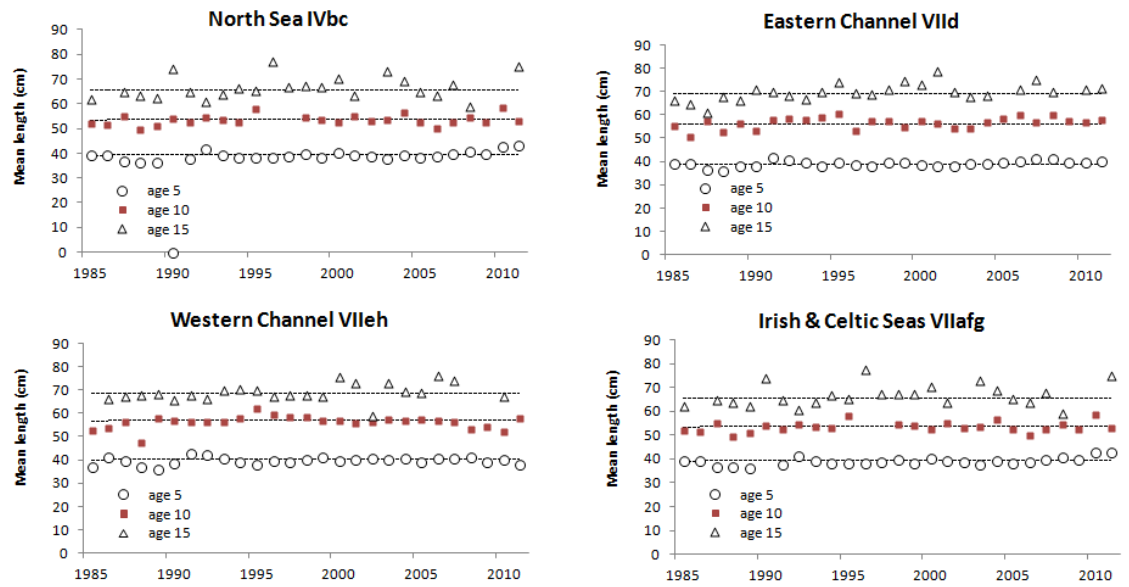 North Sea IVbc
Mean length (cm)
90
80
70
60
50
40
30
20
10
0
age 5
age 10
age 15
1985 1990 1995 2000 2005 2010
Eastern Channel VIId
Mean length (cm)
90
80
70
60
50
40
30
20
10
0
age 5
age 10
age 15
1985 1990 1995 2000 2005 2010
Western Channel VIIeh
Mean length (cm)
90
80
70
60
50
40
30
20
10
0
age 5
age 10
age 15
1985 1990 1995 2000 2005 2010
Irish & Celtic Seas VIIafg
Mean length (cm)
90
80
70
60
50
40
30
20
10
0
age 5
age 10
age 15
1985 1990 1995 2000 2005 2010